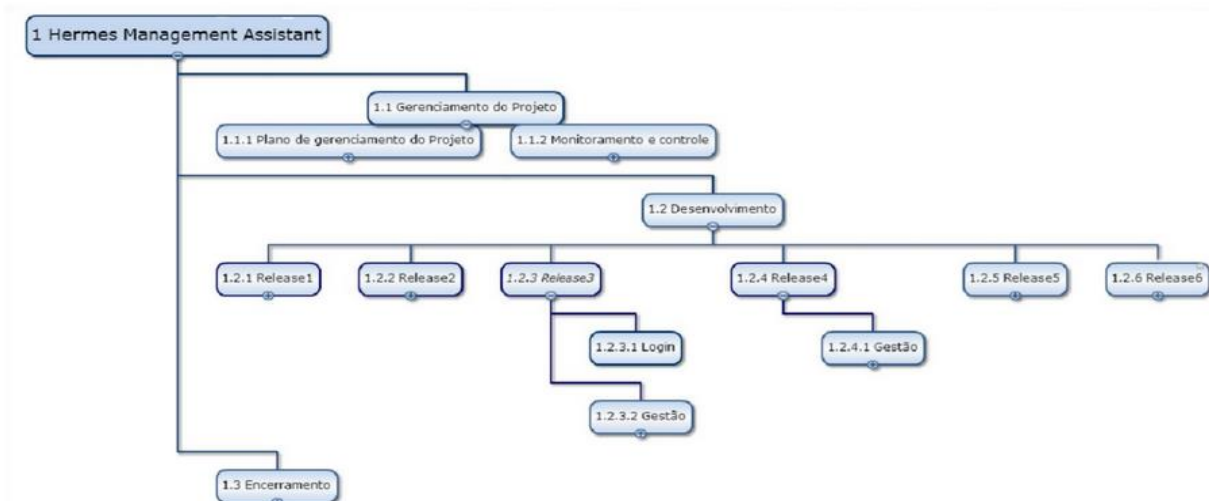 1 Hermes Management Assistant
1.1 Gerenciamento do Projeto
1.1.1 Plano de gerenciamento do Projeto
1.1.2 Monitoramento e controle
1.2 Desenvolvimento
1.2.1 Release1
1.2.2 Release2
1.2.3 Release3
1.2.4 Release4
1.2.5 Release5
1.2.6 Release6
1.2.3.1 Login
1.2.4.1 Gestão
1.2.3.2 Gestão
1.3 Encerramento